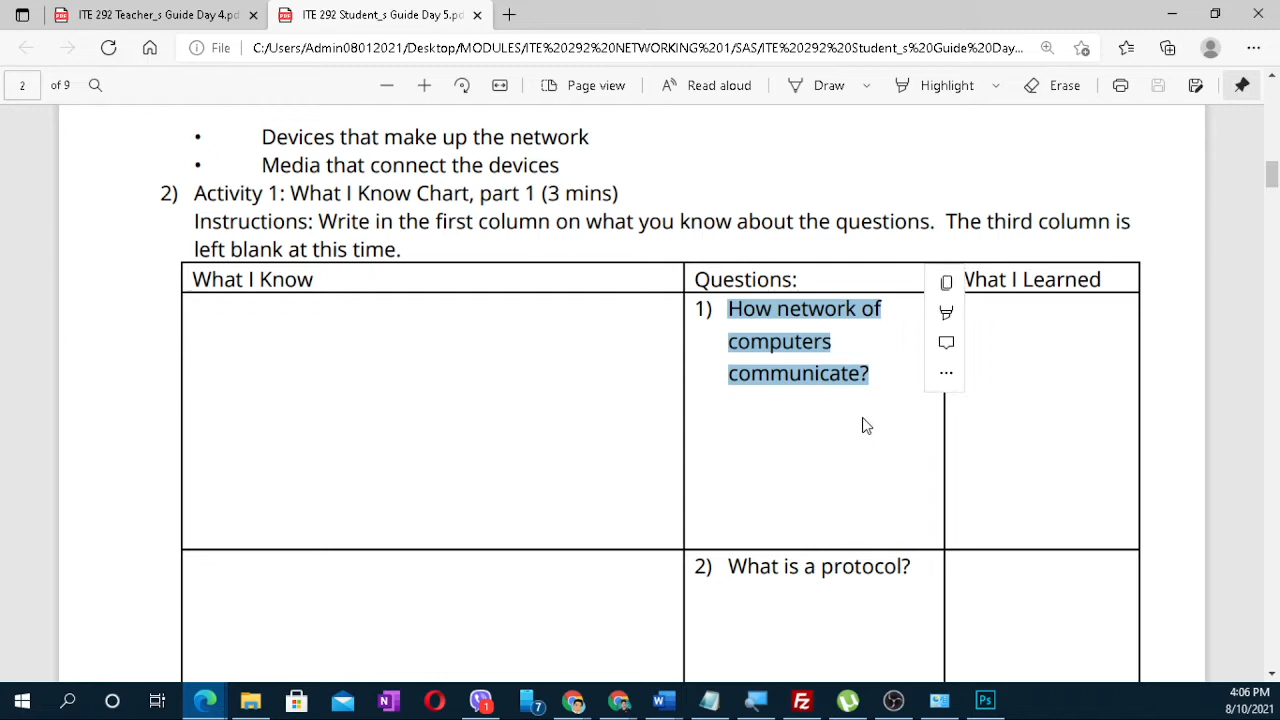 ITE 292 Teacher_s Guide Day 4.pd
ITE 292 Student_s Guide Day 5.pd
File
C:/Users/Admin08012021/Desktop/MODULES/ITE%20292%20NETWORKING%201/SAS/ITE%20292%20Student_s%20Guide%20Day...
2 of 9
Page view
Read aloud
Draw
Highlight
Erase
• Devices that make up the network
• Media that connect the devices
2) Activity 1: What I Know Chart, part 1 (3 mins)
Instructions: Write in the first column on what you know about the questions. The third column is
left blank at this time.
What I Know
Questions:
What I Learned
1) How network of
computers
communicate?
2) What is a protocol?
1
7
4:06 PM
8/10/2021